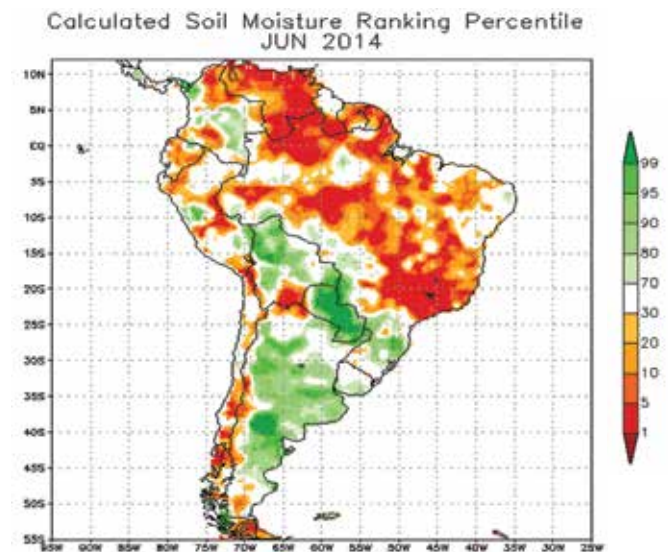 Calculated Soil Moisture Ranking Percentile
JUN 2014
10N
5N
EQ
5S
10S
15S
20S
25S
30S
35S
40S
45S
50S
55S
85W 80W 75W 70W 65W 60W 55W 50W 45W 40W 35W 30W 25W
99
95
90
80
70
30
20
10
5
1